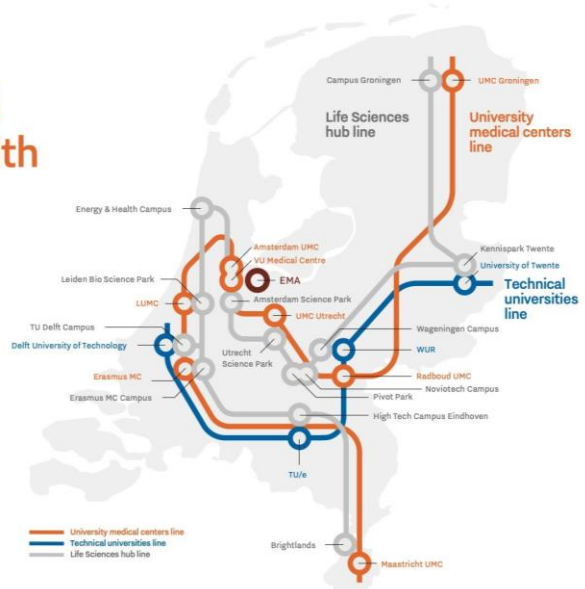 th
Campus Groningen
UMC Groningen
Life Sciences
hub line
University
medical centers
line
Energy & Health Campus
Amsterdam UMC
VU Medical Centre
EMA
Kennispark Twente
University of Twente
Technical
universities
line
Leiden Bio Science Park
Amsterdam Science Park
LUMC
UMC Utrecht
TU Delft Campus
Delft University of Technology
Utrecht
Science Park
Wageningen Campus
WUR
Erasmus MC
Radboud UMC
Erasmus MC Campus
Noviotech Campus
Pivot Park
High Tech Campus Eindhoven
TU/e
University medical centers line
Technical universities line
Life Sciences hub line
Brightlands
Maastricht UMC